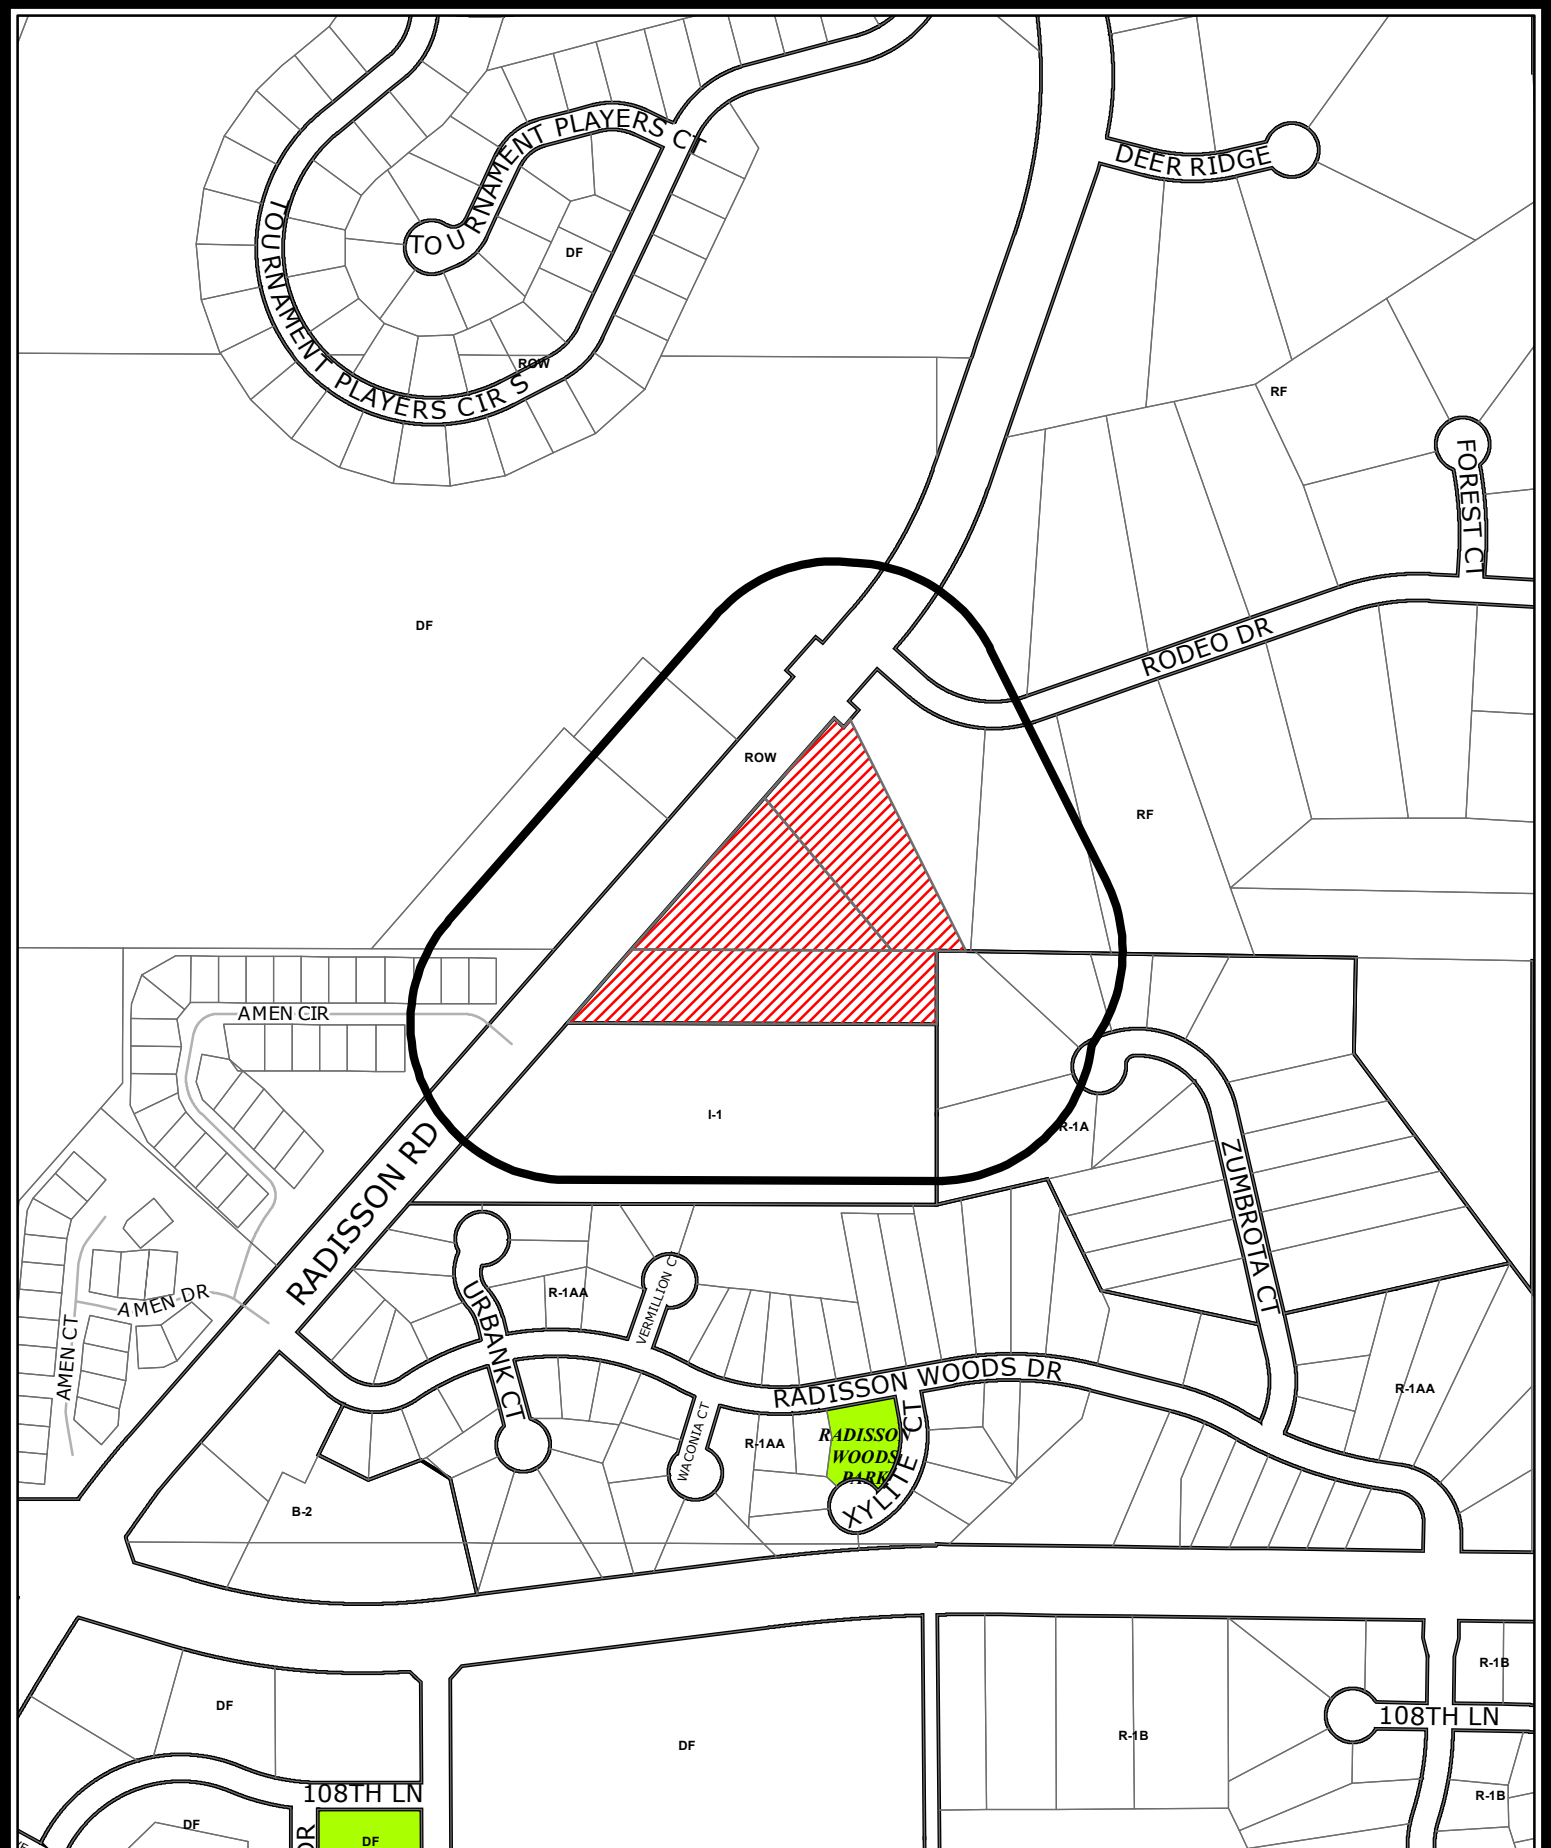 TOURNAMENT PLAYERS CT
DEER RIDGE
TOURNAMENT PLAYERS CIR S
DF
ROW
RF
FOREST CT
DF
RODEO DR
ROW
RF
AMEN CIR
I-1
R-1A
RADISSON RD
ZUMBROTA CT
AMEN DR
AMEN CT
URBANK CT
R-1AA
VERMILLION C
RADISSON WOODS DR
R-1AA
WACONIA CT
R-1AA
RADISSO
WOODS
PARK
XYLITE CT
B-2
R-1B
DF
108TH LN
R-1B
DF
108TH LN
R-1B
DF
DR
DF